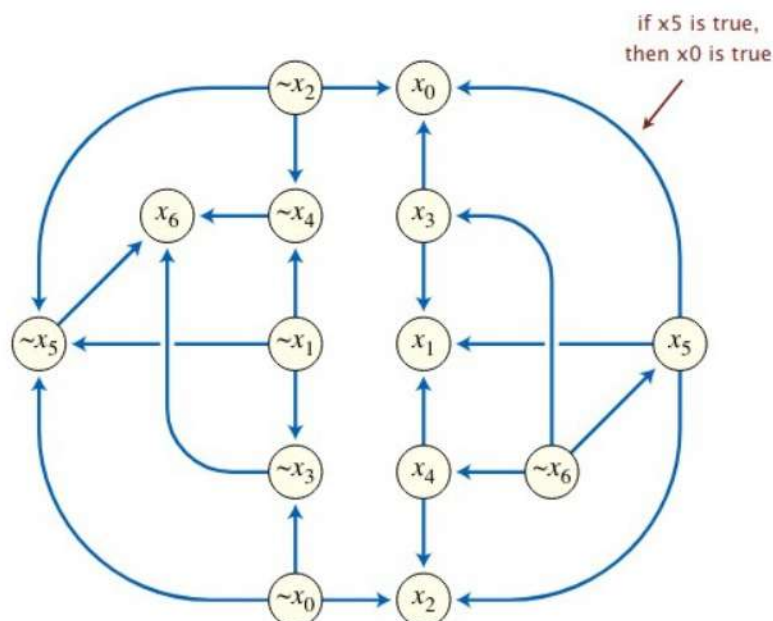 if x5 is true,
then x0 is true
~x2 x0
x6 ~x4 x3
~x5 ~x1 x1 x5
~x3 x4 ~x6
~x0 x2